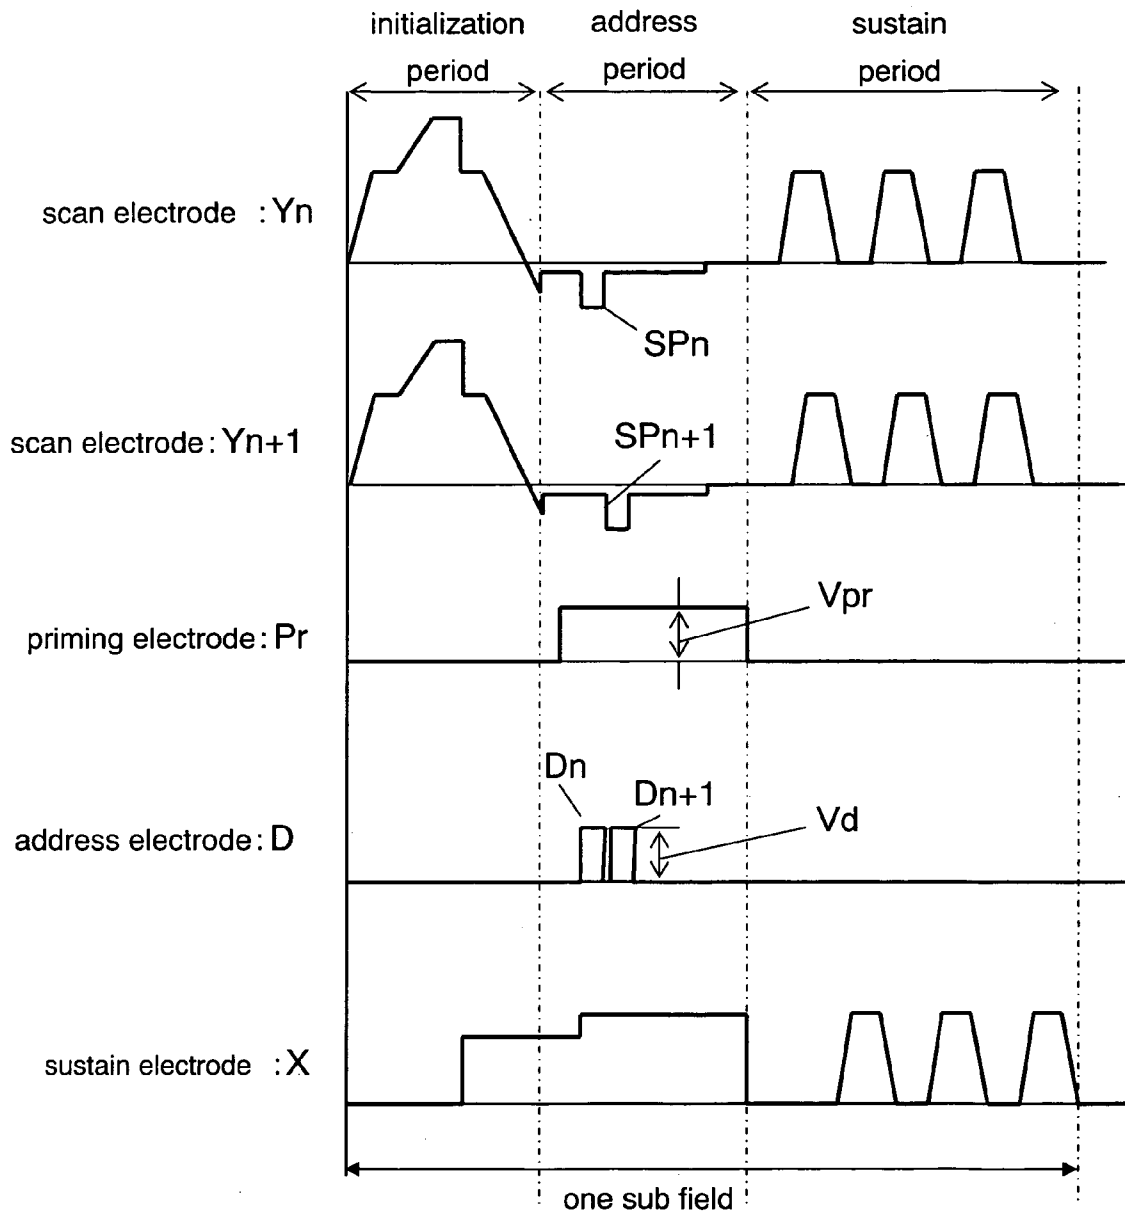 initialization period
address period
sustain period
scan electrode : Yn
SPn
scan electrode: Yn+1
SPn+1
priming electrode: Pr
Vpr
Dn
Dn+1
address electrode: D
Vd
sustain electrode : X
one sub field